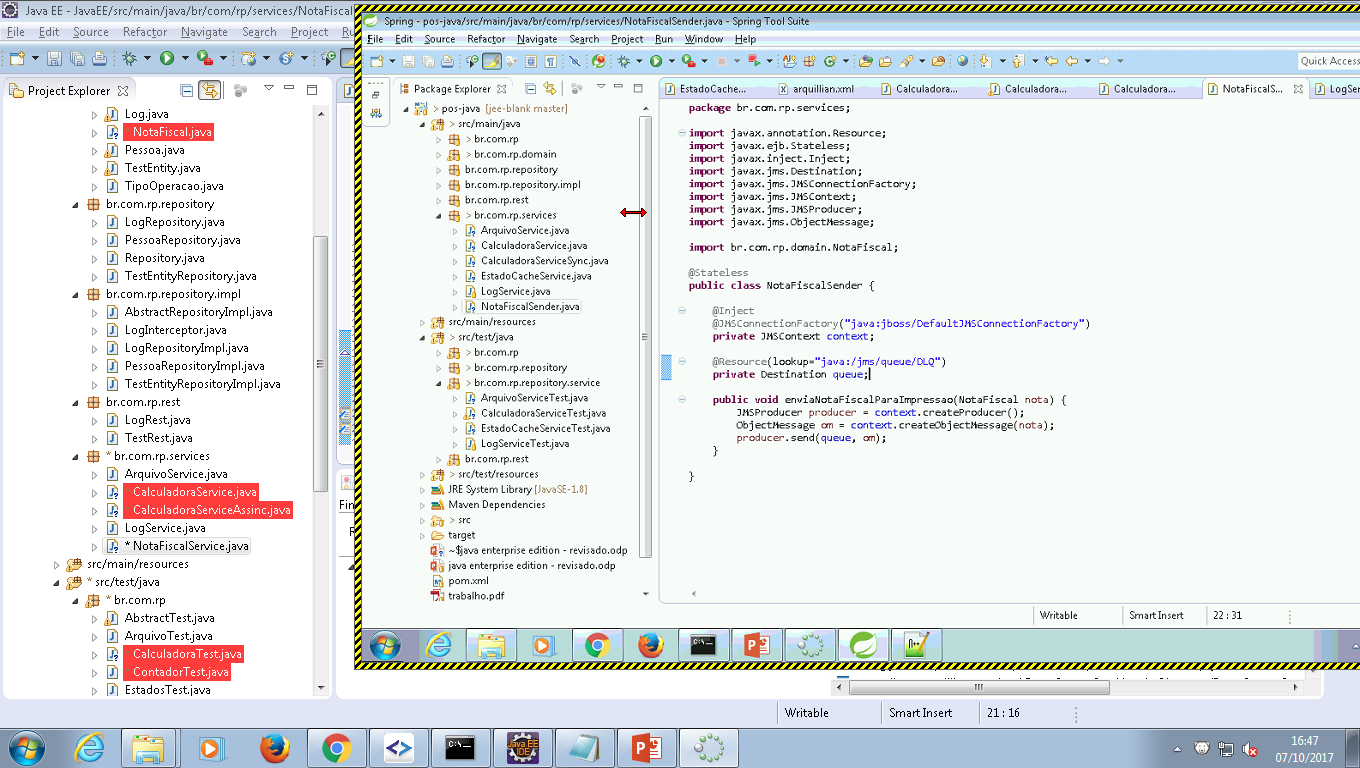 Java EE - JavaEE/src/main/java/br/com/rp/services/NotaFiscal
File Edit Source Refactor Navigate Search Project Ru
Project Explorer
Log.java
NotaFiscal.java
Pessoa.java
TestEntity.java
TipoOperacao.java
br.com.rp.repository
LogRepository.java
PessoaRepository.java
Repository.java
TestEntityRepository.java
br.com.rp.repository.impl
AbstractRepositoryImpl.java
LogInterceptor.java
LogRepositoryImpl.java
PessoaRepositoryImpl.java
TestEntityRepositoryImpl.java
br.com.rp.rest
LogRest.java
TestRest.java
* br.com.rp.services
ArquivoService.java
CalculadoraService.java
CalculadoraServiceAssinc.java
LogService.java
* NotaFiscalService.java
src/main/resources
* src/test/java
* br.com.rp
AbstractTest.java
ArquivoTest.java
CalculadoraTest.java
ContadorTest.java
EstadosTest.java
Fin
Spring - pos-java/src/main/java/br/com/rp/services/NotaFiscalSender.java - Spring Tool Suite
File Edit Source Refactor Navigate Search Project Run Window Help
Quick Access
Package Explorer
> pos-java [jee-blank master]
> src/main/java
> br.com.rp
> br.com.rp.domain
br.com.rp.repository
br.com.rp.repository.impl
br.com.rp.rest
> br.com.rp.services
ArquivoService.java
CalculadoraService.java
CalculadoraServiceSync.java
EstadoCacheService.java
LogService.java
NotaFiscalSender.java
src/main/resources
> src/test/java
> br.com.rp
> br.com.rp.repository
> br.com.rp.repository.service
ArquivoServiceTest.java
CalculadoraServiceTest.java
EstadoCacheServiceTest.java
LogServiceTest.java
br.com.rp.rest
> src/test/resources
JRE System Library [JavaSE-1.8]
Maven Dependencies
> src
target
~$java enterprise edition - revisado.odp
java enterprise edition - revisado.odp
pom.xml
trabalho.pdf
EstadoCache... arquillian.xml Calculadora... Calculadora... Calculadora... NotaFiscalS... LogSer
package br.com.rp.services;
import javax.annotation.Resource;
import javax.ejb.Stateless;
import javax.inject.Inject;
import javax.jms.Destination;
import javax.jms.JMSConnectionFactory;
import javax.jms.JMSContext;
import javax.jms.JMSProducer;
import javax.jms.ObjectMessage;
import br.com.rp.domain.NotaFiscal;
@Stateless
public class NotaFiscalSender {
@Inject
@JMSConnectionFactory("java:jboss/DefaultJMSConnectionFactory")
private JMSContext context;
@Resource(lookup="java:/jms/queue/DLQ")
private Destination queue;
public void enviaNotaFiscalParaImpressao(NotaFiscal nota) {
JMSProducer producer = context.createProducer();
ObjectMessage om = context.createObjectMessage(nota);
producer.send(queue, om);
}
}
Writable Smart Insert 22 : 31
Writable Smart Insert 21 : 16
Java EE
IDE
16:47
07/10/2017